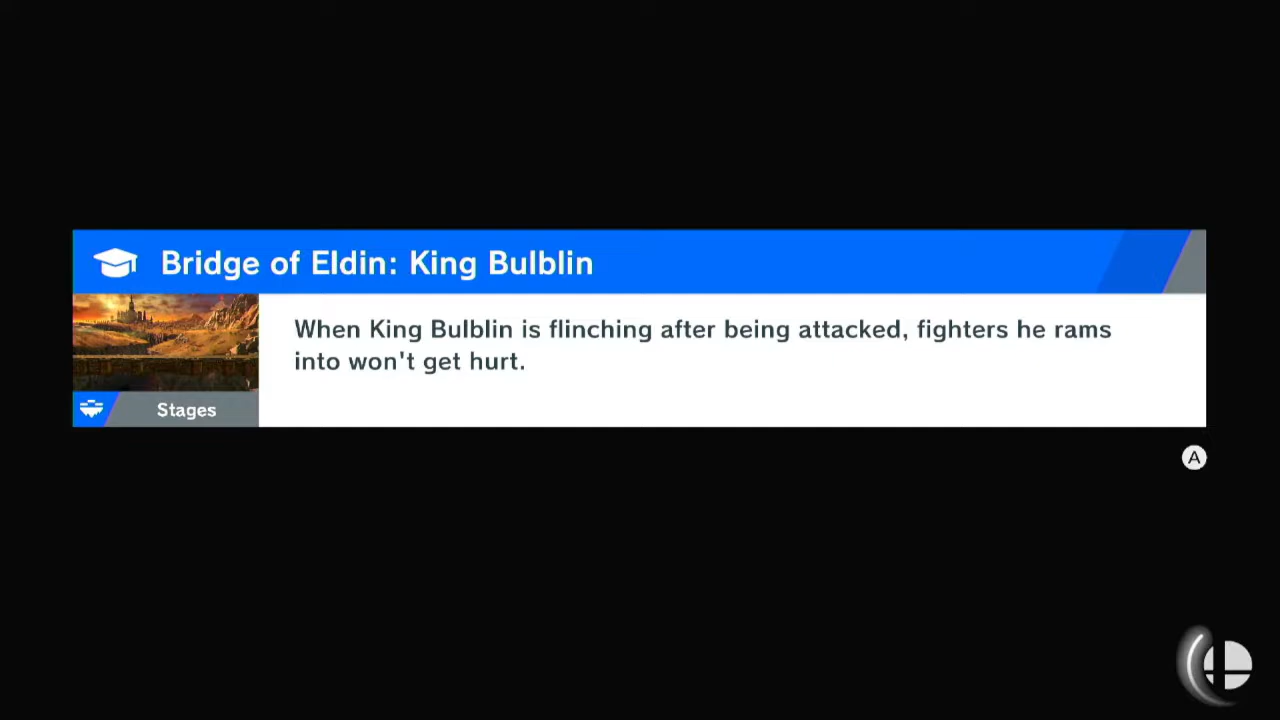 Bridge of Eldin: King Bulblin
When King Bulblin is flinching after being attacked, fighters he rams
into won't get hurt.
Stages
A